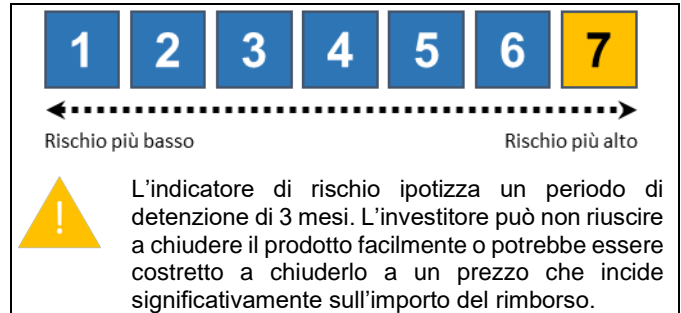 1 2 3 4 5 6 7
Rischio più basso Rischio più alto
!
L'indicatore di rischio ipotizza un periodo di
detenzione di 3 mesi. L'investitore può non riuscire
a chiudere il prodotto facilmente o potrebbe essere
costretto a chiuderlo a un prezzo che incide
significativamente sull'importo del rimborso.